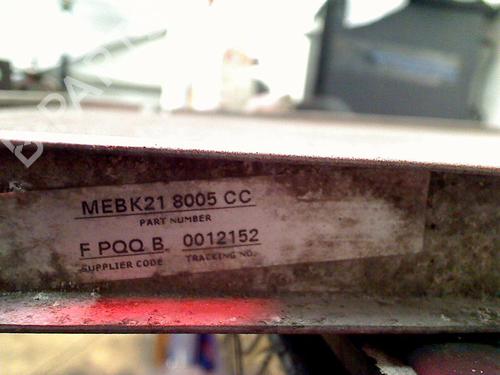 MEBK21 8005 CC
PART NUMBER
F PQQ B 0012152
SUPPLIER CODE TRACKING NO.